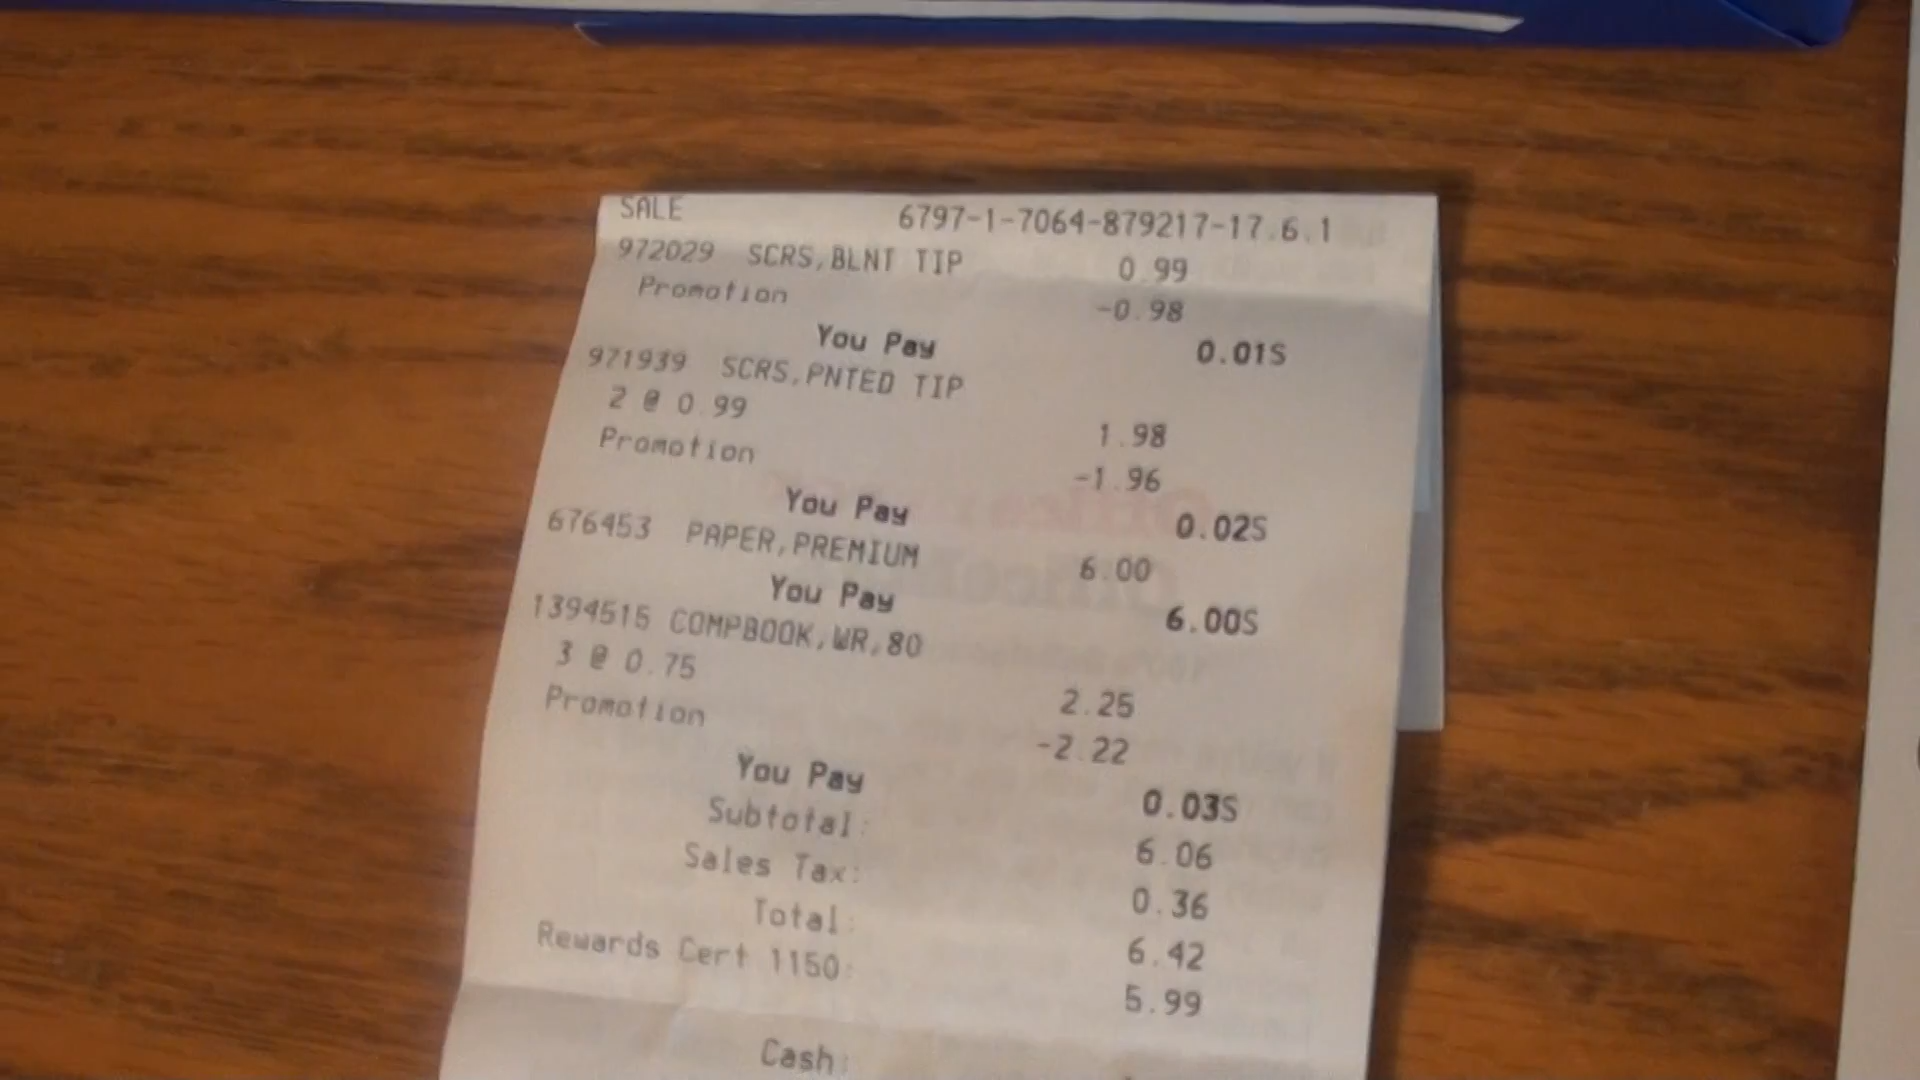 SALE 6797-1-7064-879217-17.6.1
972029 SCRS,BLNT TIP 0.99
Promotion -0.98
You Pay 0.01S
971939 SCRS,PNTED TIP
2 @ 0.99 1.98
Promotion -1.96
You Pay 0.02S
676453 PAPER,PREMIUM 6.00
You Pay 6.00S
1394515 COMPBOOK,WR,80
3 @ 0.75 2.25
Promotion -2.22
You Pay 0.03S
Subtotal: 6.06
Sales Tax: 0.36
Total: 6.42
Rewards Cert 1150: 5.99
Cash: